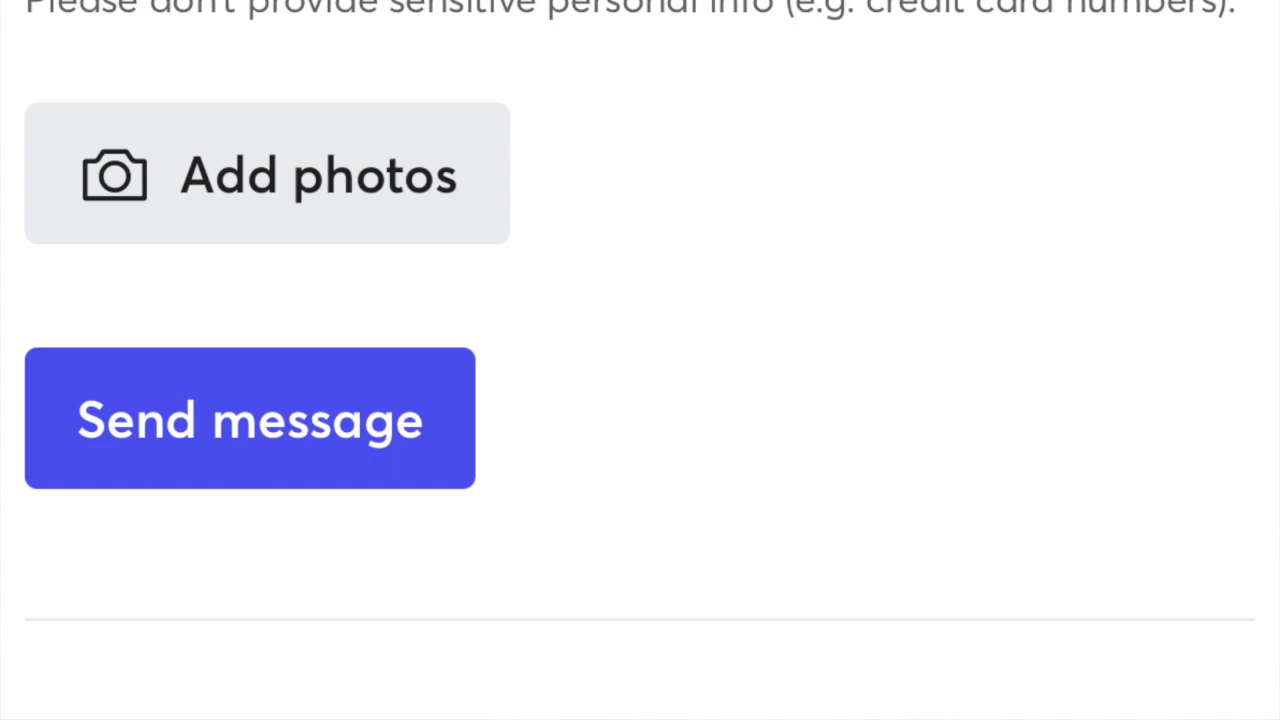 Please don't provide sensitive personal info (e.g. credit card numbers).
Add photos
Send message